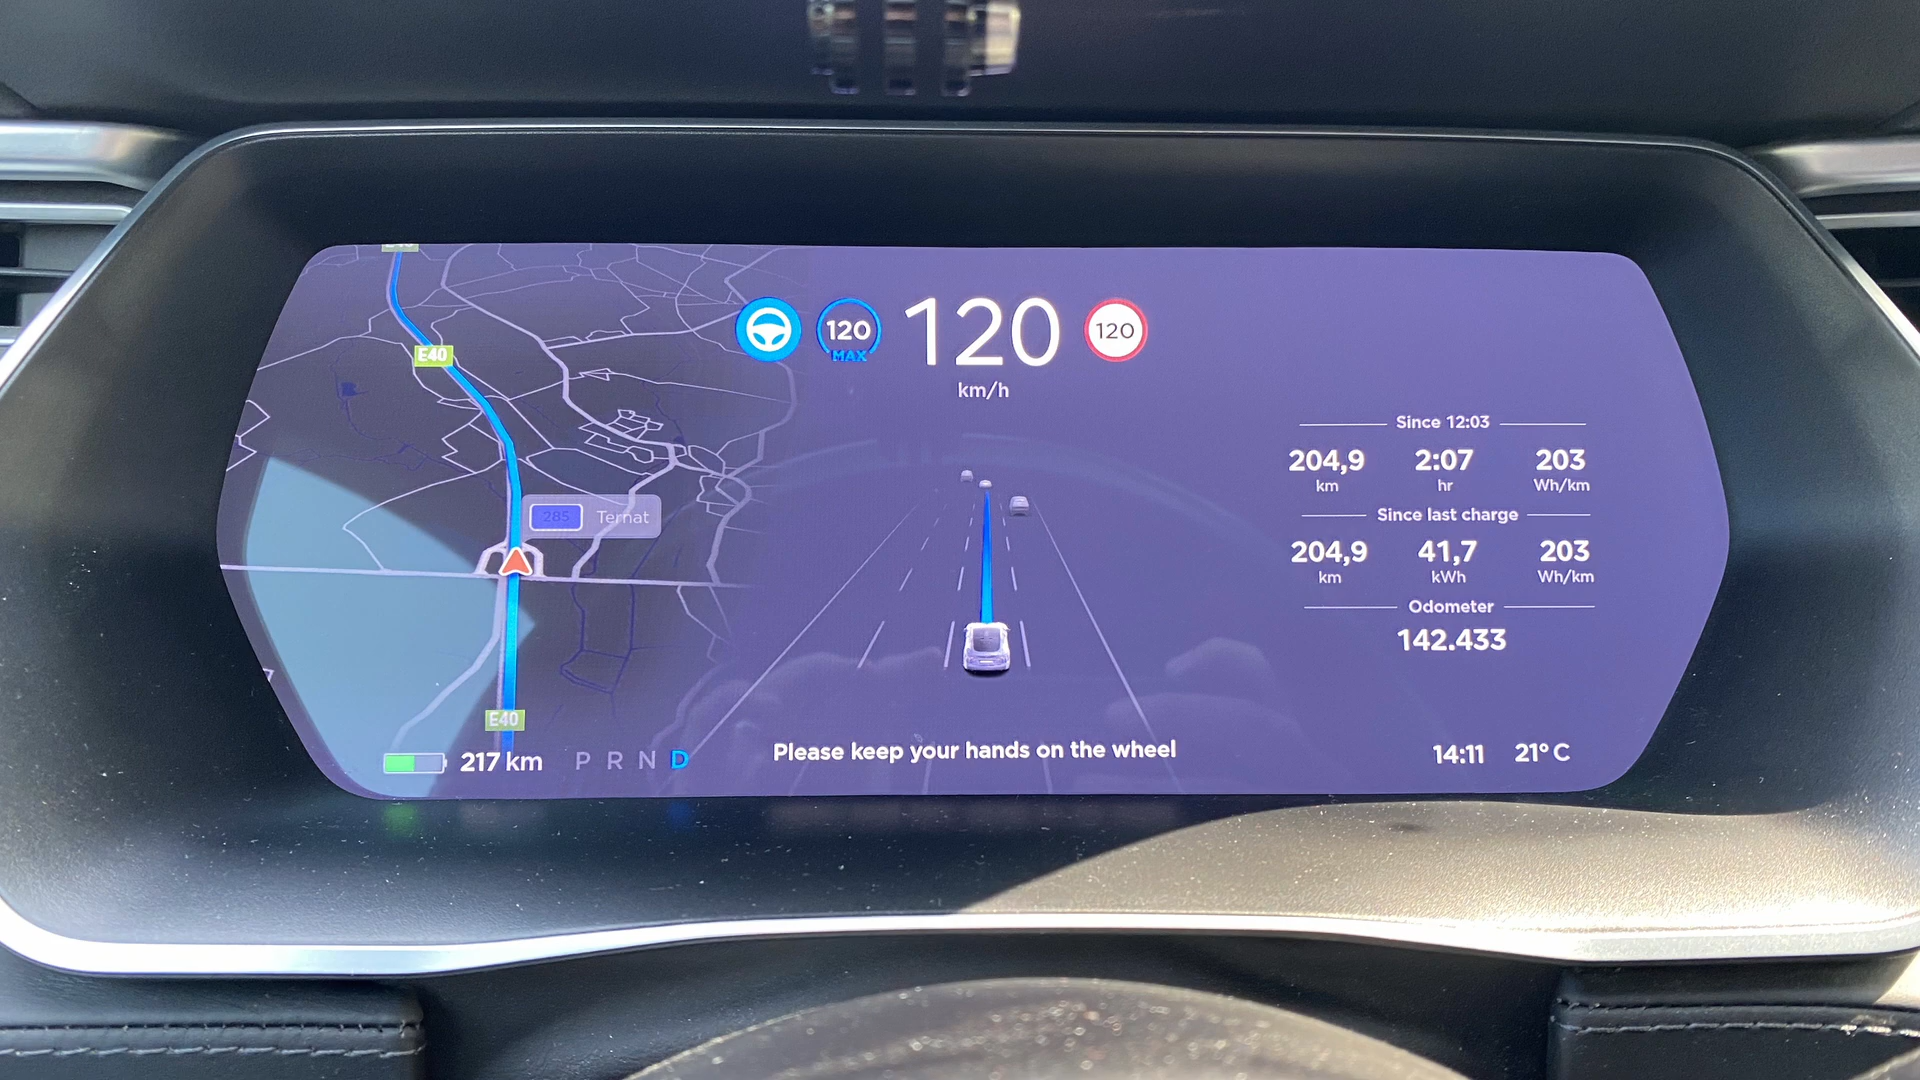 E40
285 Ternat
E40
217 km P R N D
120
MAX
120
km/h
120
Please keep your hands on the wheel
Since 12:03
204,9 2:07 203
km hr Wh/km
Since last charge
204,9 41,7 203
km kWh Wh/km
Odometer
142.433
14:11 21° C